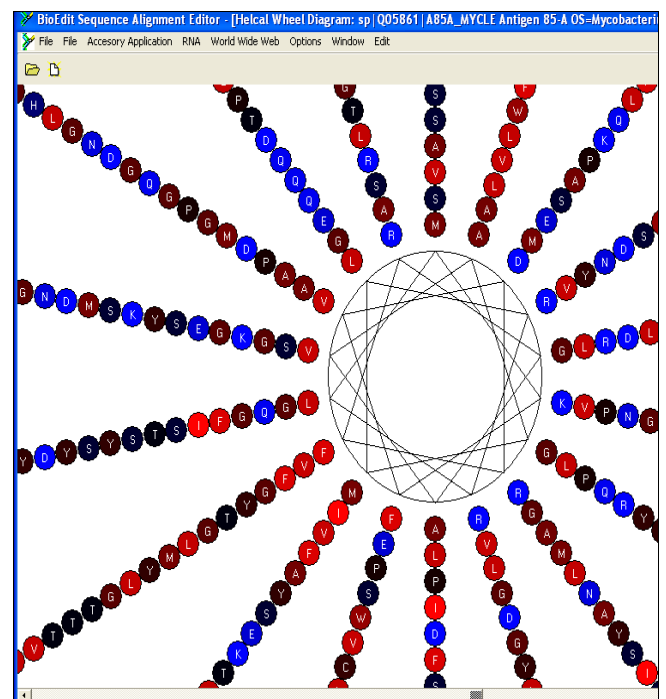 BioEdit Sequence Alignment Editor - [Helcal Wheel Diagram: sp|Q05861|A85A_MYCLE Antigen 85-A OS=Mycobacteri
File File Accesory Application RNA World Wide Web Options Window Edit
H L G N D G Q G P G M D P A A V
P T D Q Q Q E G L
G T L R S A R
S S A V S M
F W L V L A A
D M E S A P K Q L
R V Y N D S
G N D M S K Y S E G K G S V
G L R D L
Y D Y S Y S T S I F G Q G L
K V P N G
V T T T G L Y M L G T Y G F V F
G L P Q R Y Y
M I V F A Y S E K T
F E P S W V C
A L P I D F S
R V L G D G Y
R G A M L N A Y S I